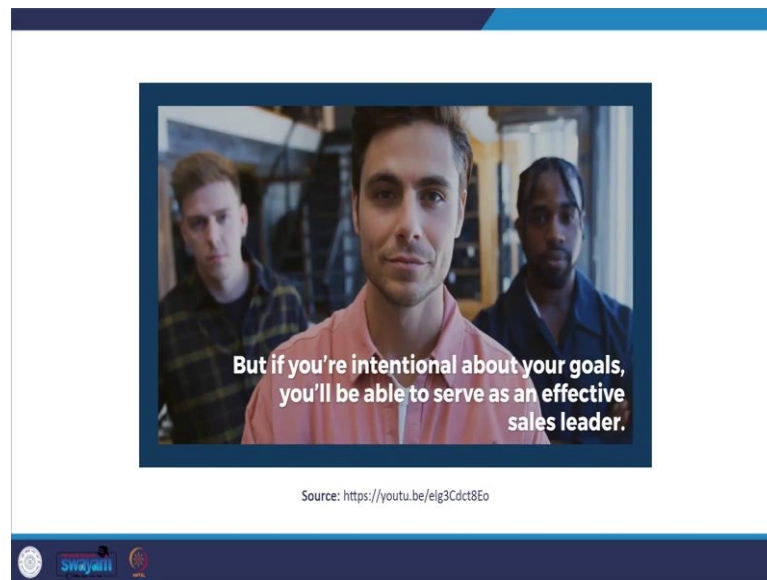 But if you're intentional about your goals,
you'll be able to serve as an effective
sales leader.
Source: https://youtu.be/eIg3Cdct8Eo
swayam